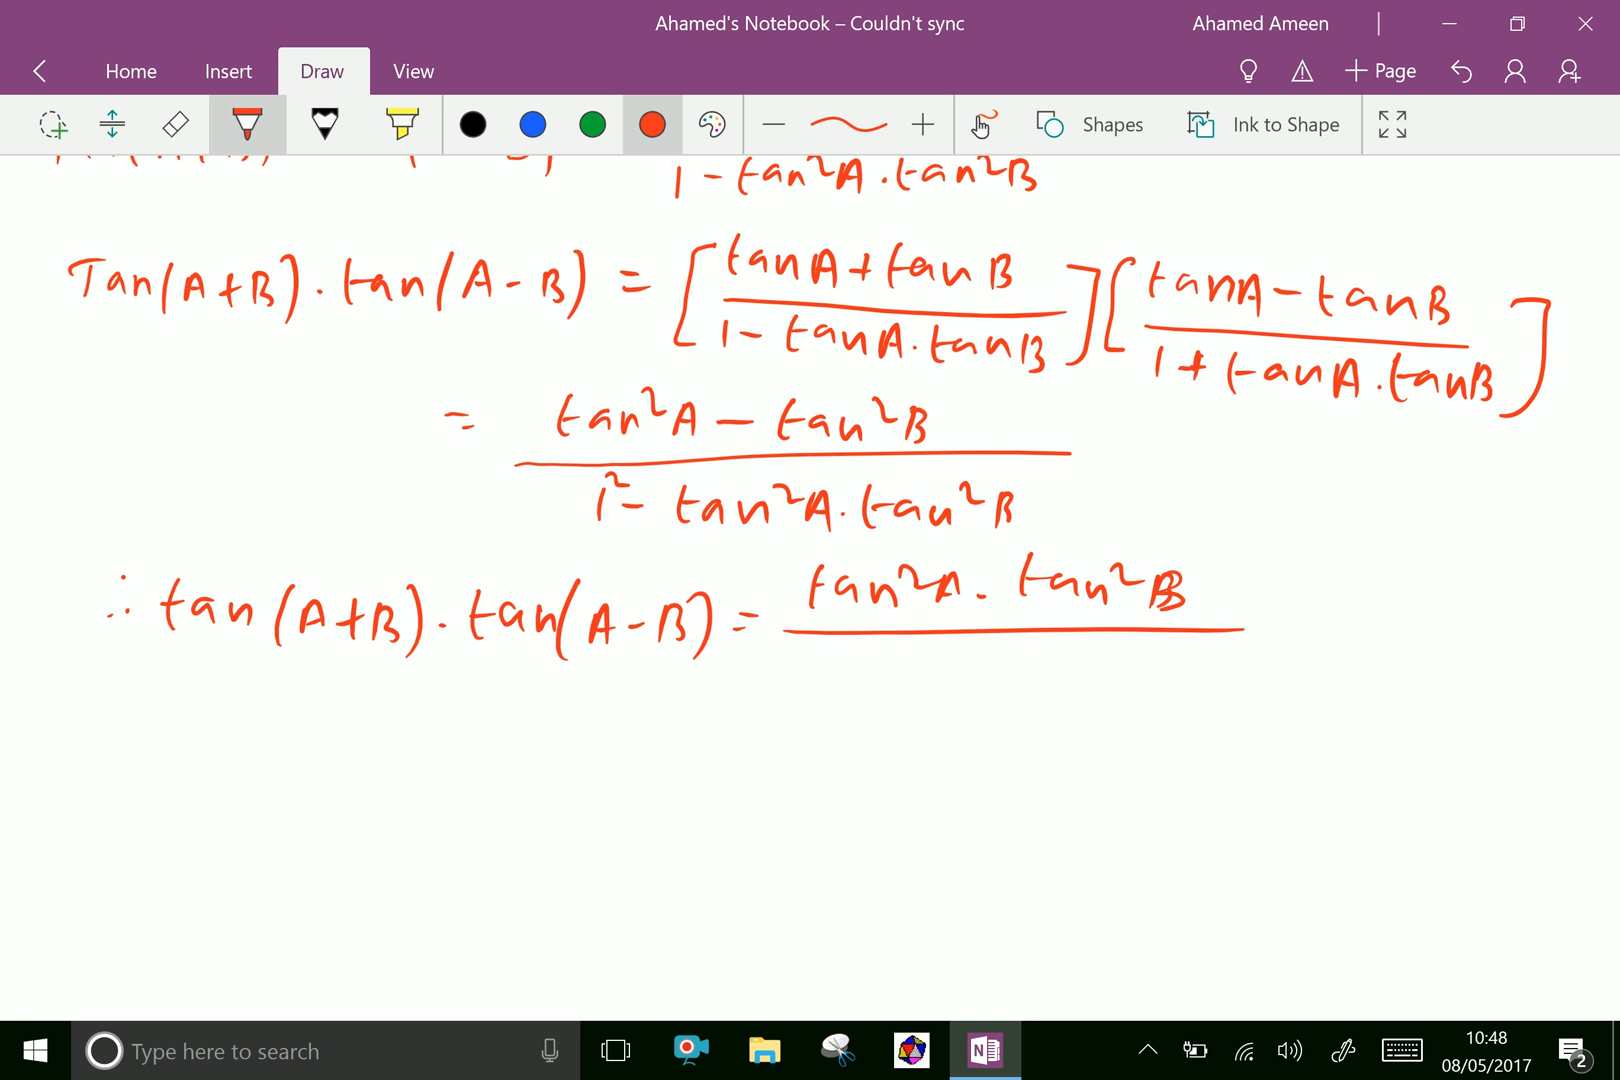 Ahamed's Notebook – Couldn't sync
Ahamed Ameen
Home Insert Draw View
Page
Shapes Ink to Shape
1 - tan²A . tan²B
Tan(A+B) . tan(A-B) = [tanA + tanB / 1 - tanA . tanB] [tanA - tanB / 1 + tanA . tanB]
= tan²A - tan²B / 1² - tan²A . tan²B
∴ tan(A+B) . tan(A-B) = tan²A . tan²B
Type here to search
N
10:48
08/05/2017
2